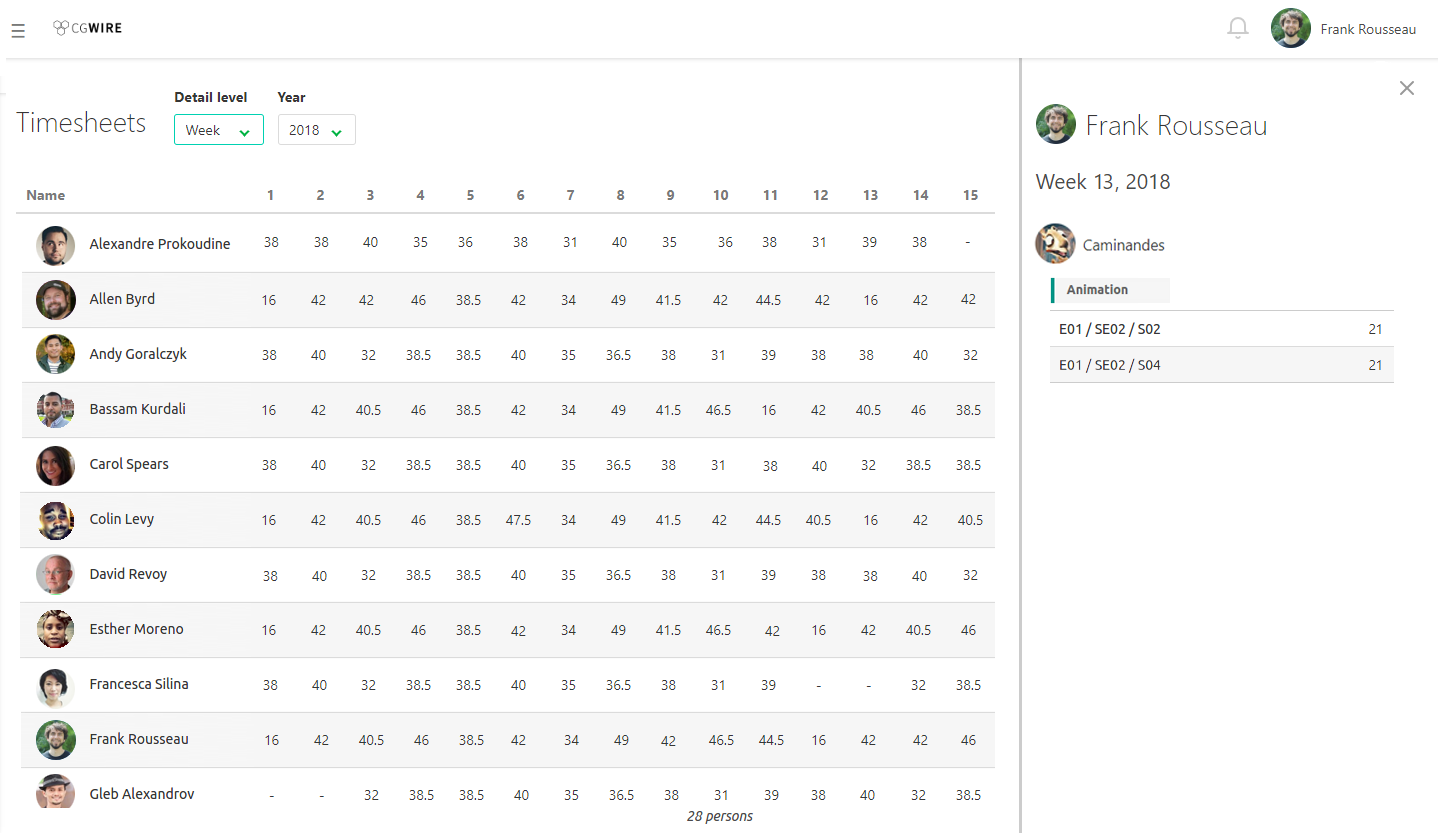 CGWIRE
Frank Rousseau
Timesheets
Detail level Year
Week 2018
Name 1 2 3 4 5 6 7 8 9 10 11 12 13 14 15
Alexandre Prokoudine 38 38 40 35 36 38 31 40 35 36 38 31 39 38 -
Allen Byrd 16 42 42 46 38.5 42 34 49 41.5 42 44.5 42 16 42 42
Andy Goralczyk 38 40 32 38.5 38.5 40 35 36.5 38 31 39 38 38 40 32
Bassam Kurdali 16 42 40.5 46 38.5 42 34 49 41.5 46.5 16 42 40.5 46 38.5
Carol Spears 38 40 32 38.5 38.5 40 35 36.5 38 31 38 40 32 38.5 38.5
Colin Levy 16 42 40.5 46 38.5 47.5 34 49 41.5 42 44.5 40.5 16 42 40.5
David Revoy 38 40 32 38.5 38.5 40 35 36.5 38 31 39 38 38 40 32
Esther Moreno 16 42 40.5 46 38.5 42 34 49 41.5 46.5 42 16 42 40.5 46
Francesca Silina 38 40 32 38.5 38.5 40 35 36.5 38 31 39 - - 32 38.5
Frank Rousseau 16 42 40.5 46 38.5 42 34 49 42 46.5 44.5 16 42 42 46
Gleb Alexandrov - - 32 38.5 38.5 40 35 36.5 38 31 39 38 40 32 38.5
28 persons
Frank Rousseau
Week 13, 2018
Caminandes
Animation
E01 / SE02 / S02 21
E01 / SE02 / S04 21